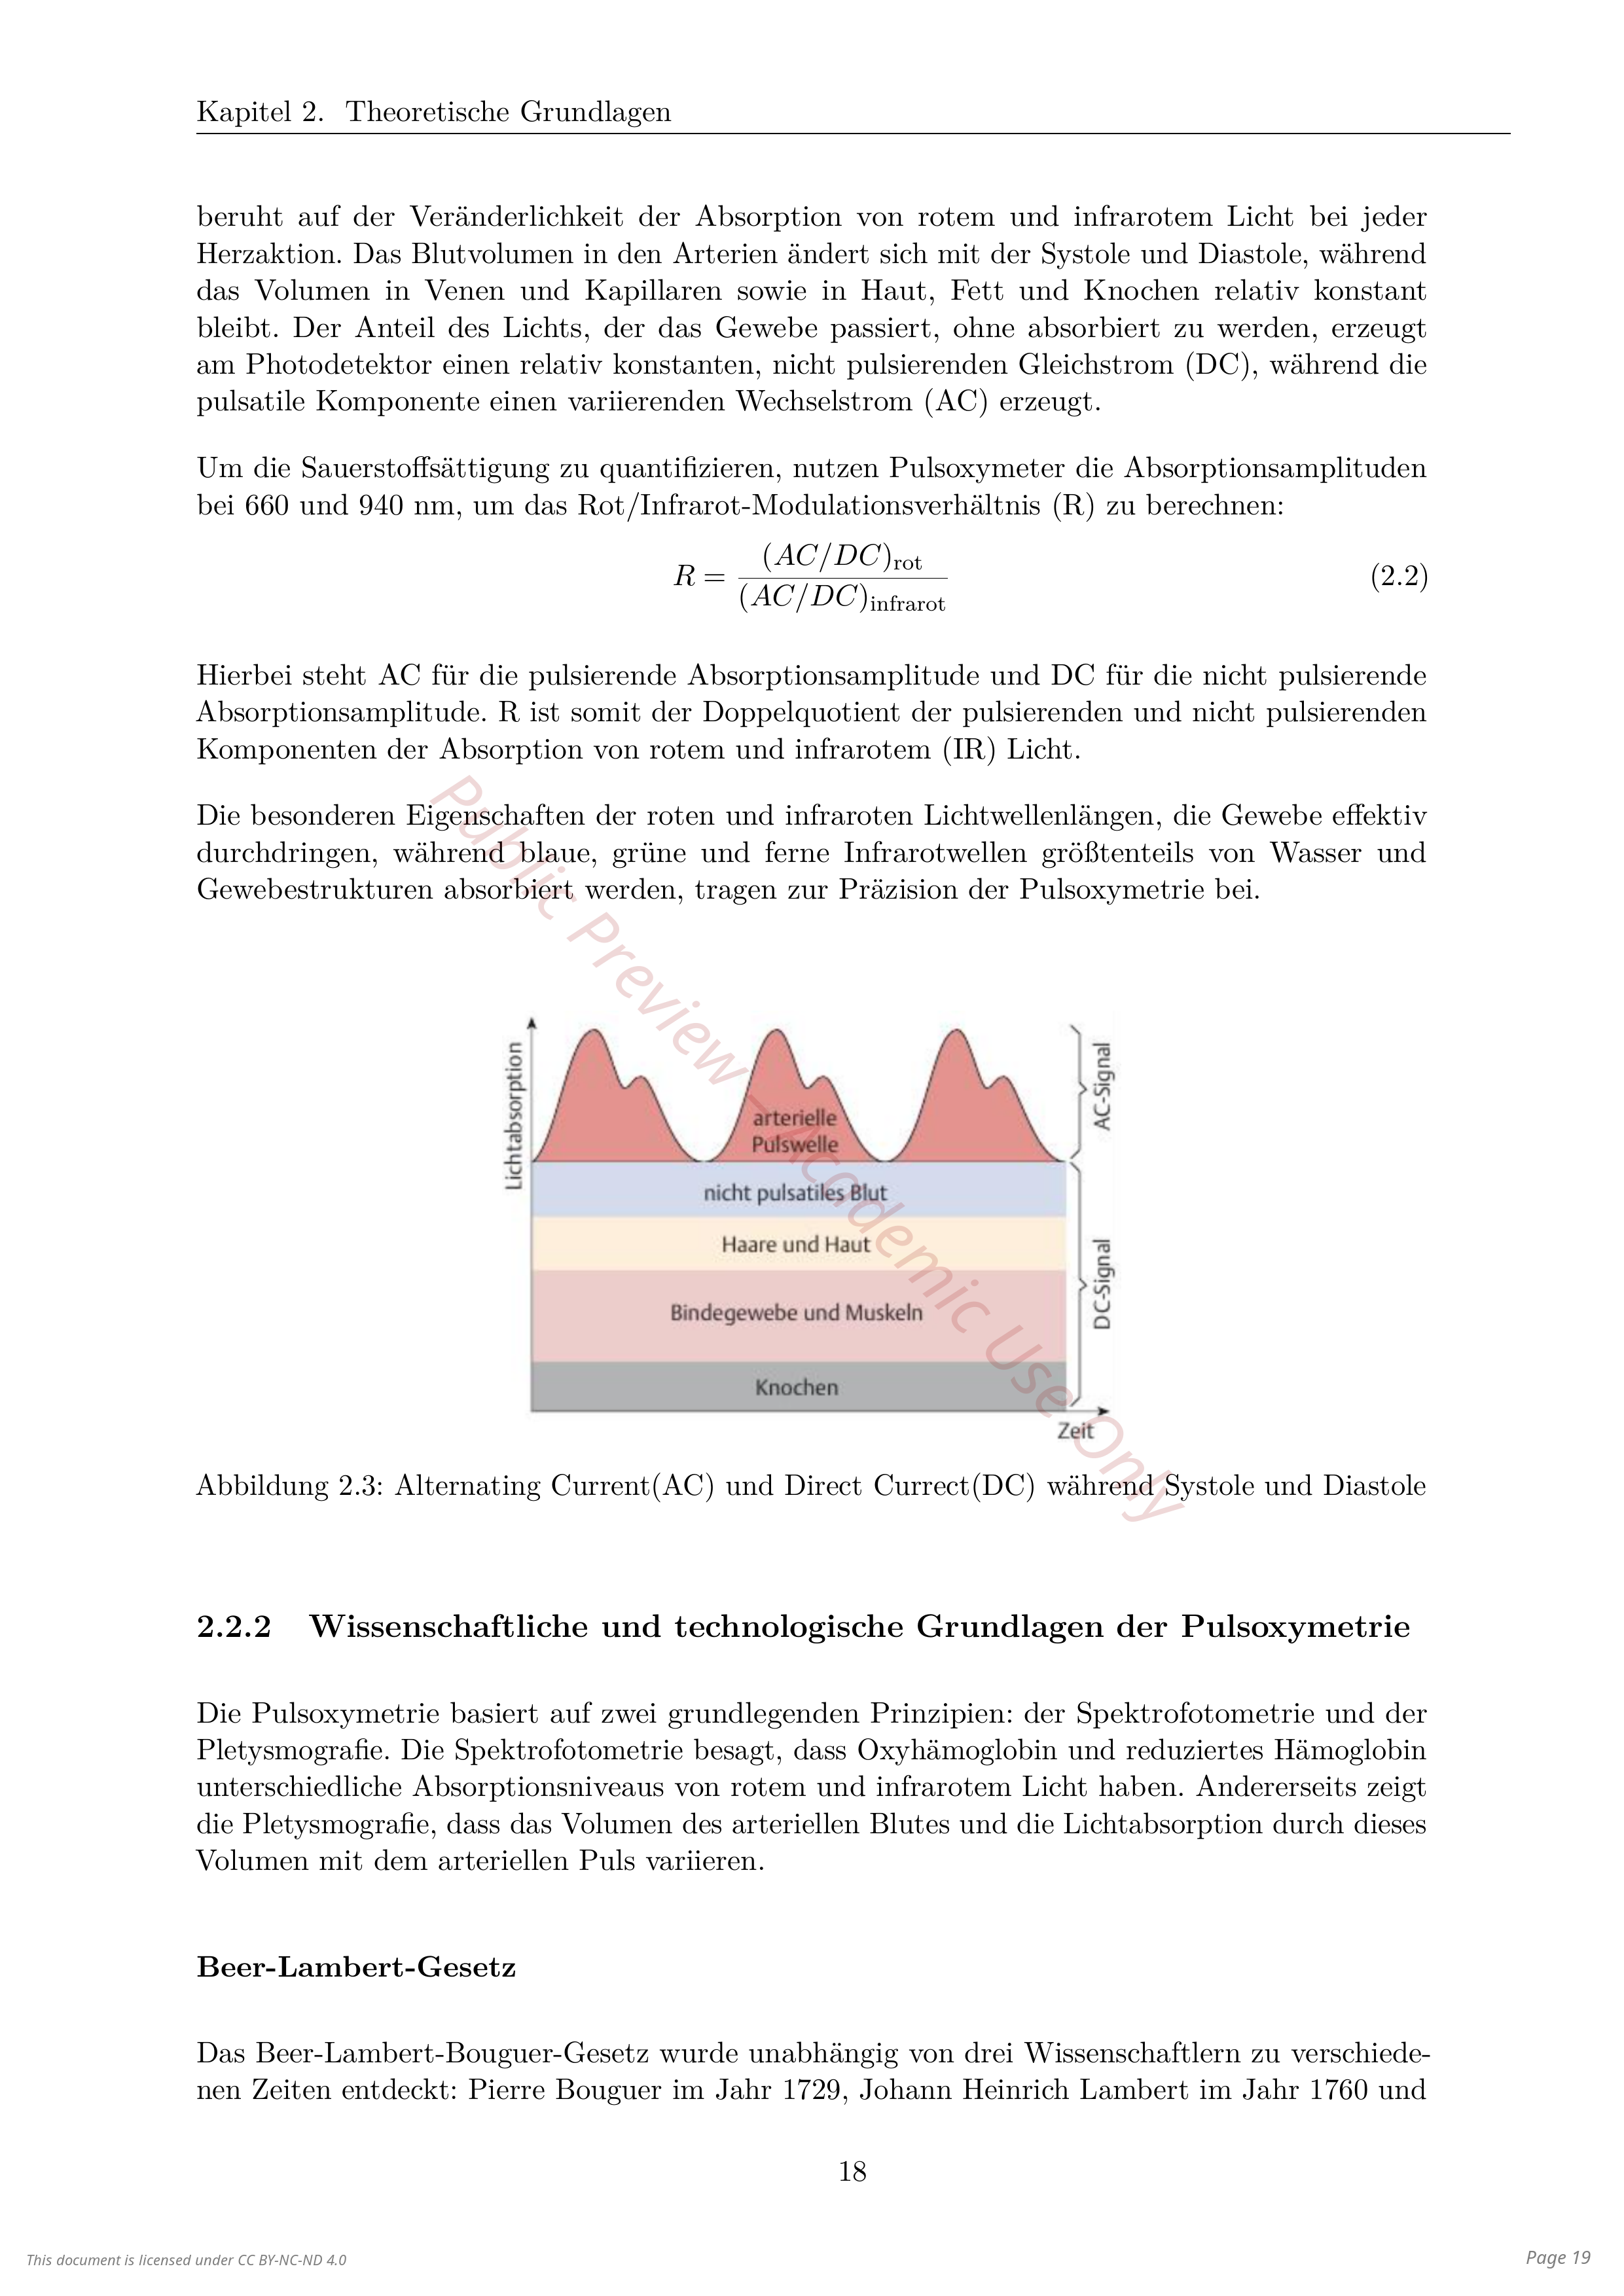 Kapitel 2. Theoretische Grundlagen
beruht auf der Veränderlichkeit der Absorption von rotem und infrarotem Licht bei jeder
Herzaktion. Das Blutvolumen in den Arterien ändert sich mit der Systole und Diastole, während
das Volumen in Venen und Kapillaren sowie in Haut, Fett und Knochen relativ konstant
bleibt. Der Anteil des Lichts, der das Gewebe passiert, ohne absorbiert zu werden, erzeugt
am Photodetektor einen relativ konstanten, nicht pulsierenden Gleichstrom (DC), während die
pulsatile Komponente einen variierenden Wechselstrom (AC) erzeugt.
Um die Sauerstoffsättigung zu quantifizieren, nutzen Pulsoxymeter die Absorptionsamplituden
bei 660 und 940 nm, um das Rot/Infrarot-Modulationsverhältnis (R) zu berechnen:
R = (AC/DC)rot / (AC/DC)infrarot (2.2)
Hierbei steht AC für die pulsierende Absorptionsamplitude und DC für die nicht pulsierende
Absorptionsamplitude. R ist somit der Doppelquotient der pulsierenden und nicht pulsierenden
Komponenten der Absorption von rotem und infrarotem (IR) Licht.
Die besonderen Eigenschaften der roten und infraroten Lichtwellenlängen, die Gewebe effektiv
durchdringen, während blaue, grüne und ferne Infrarotwellen größtenteils von Wasser und
Gewebestrukturen absorbiert werden, tragen zur Präzision der Pulsoxymetrie bei.
Public Preview – Academic Use Only
Lichtabsorption
arterielle
Pulswelle
AC-Signal
nicht pulsatiles Blut
Haare und Haut
Bindegewebe und Muskeln
Knochen
DC-Signal
Zeit
Abbildung 2.3: Alternating Current(AC) und Direct Currect(DC) während Systole und Diastole
2.2.2 Wissenschaftliche und technologische Grundlagen der Pulsoxymetrie
Die Pulsoxymetrie basiert auf zwei grundlegenden Prinzipien: der Spektrofotometrie und der
Pletysmografie. Die Spektrofotometrie besagt, dass Oxyhämoglobin und reduziertes Hämoglobin
unterschiedliche Absorptionsniveaus von rotem und infrarotem Licht haben. Andererseits zeigt
die Pletysmografie, dass das Volumen des arteriellen Blutes und die Lichtabsorption durch dieses
Volumen mit dem arteriellen Puls variieren.
Beer-Lambert-Gesetz
Das Beer-Lambert-Bouguer-Gesetz wurde unabhängig von drei Wissenschaftlern zu verschiede-
nen Zeiten entdeckt: Pierre Bouguer im Jahr 1729, Johann Heinrich Lambert im Jahr 1760 und
18
This document is licensed under CC BY-NC-ND 4.0
Page 19